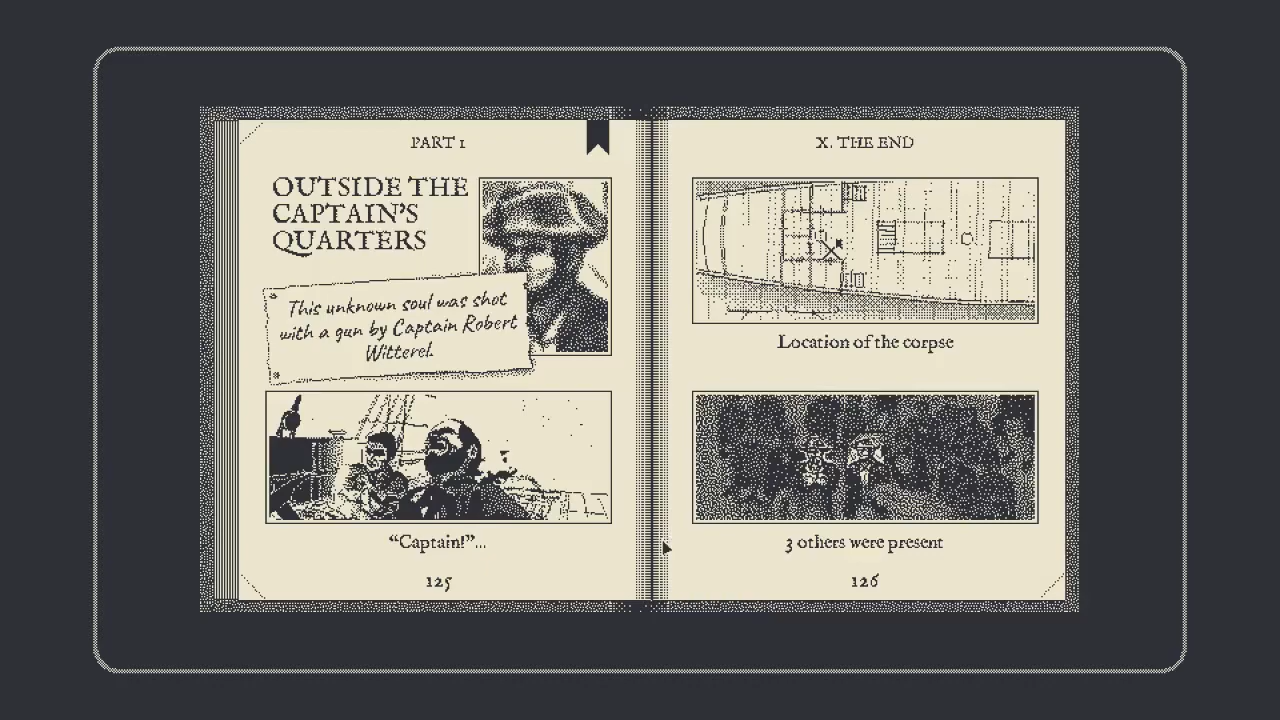 PART 1
OUTSIDE THE
CAPTAIN'S
QUARTERS
This unknown soul was shot
with a gun by Captain Robert
Witterel.
“Captain!”...
125
X. THE END
Location of the corpse
3 others were present
126